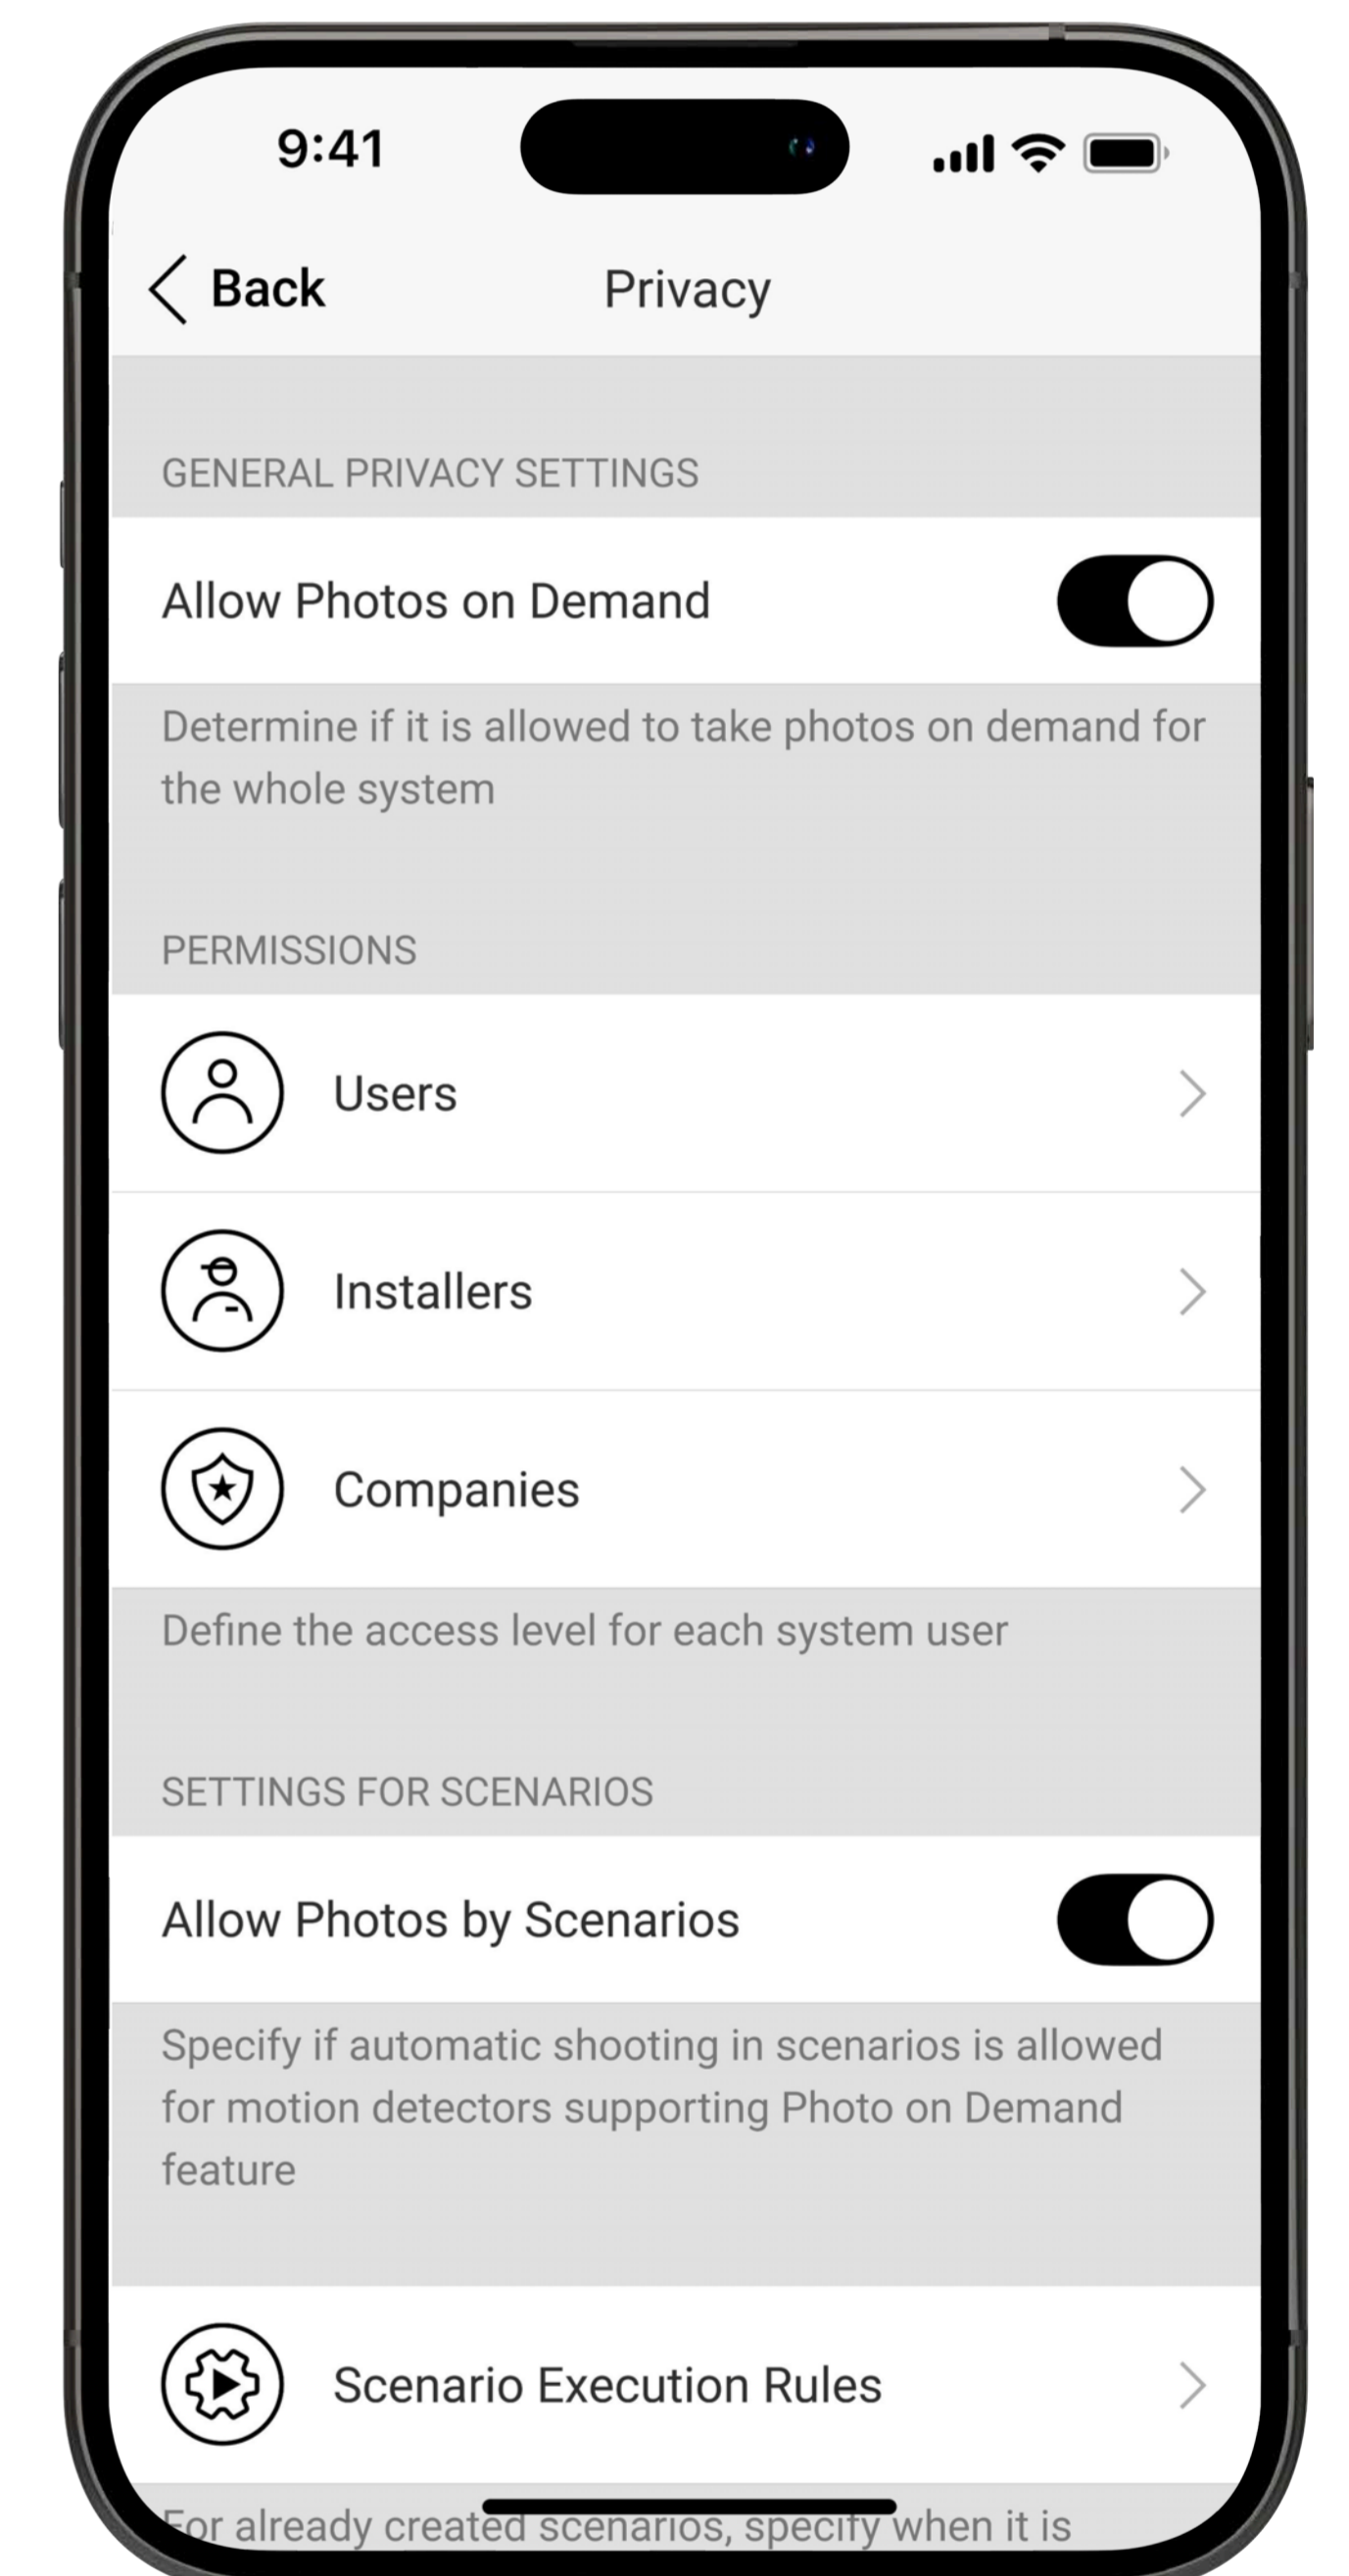 9:41
Back
Privacy
GENERAL PRIVACY SETTINGS
Allow Photos on Demand
Determine if it is allowed to take photos on demand for
the whole system
PERMISSIONS
Users
Installers
Companies
Define the access level for each system user
SETTINGS FOR SCENARIOS
Allow Photos by Scenarios
Specify if automatic shooting in scenarios is allowed
for motion detectors supporting Photo on Demand
feature
Scenario Execution Rules
For already created scenarios, specify when it is